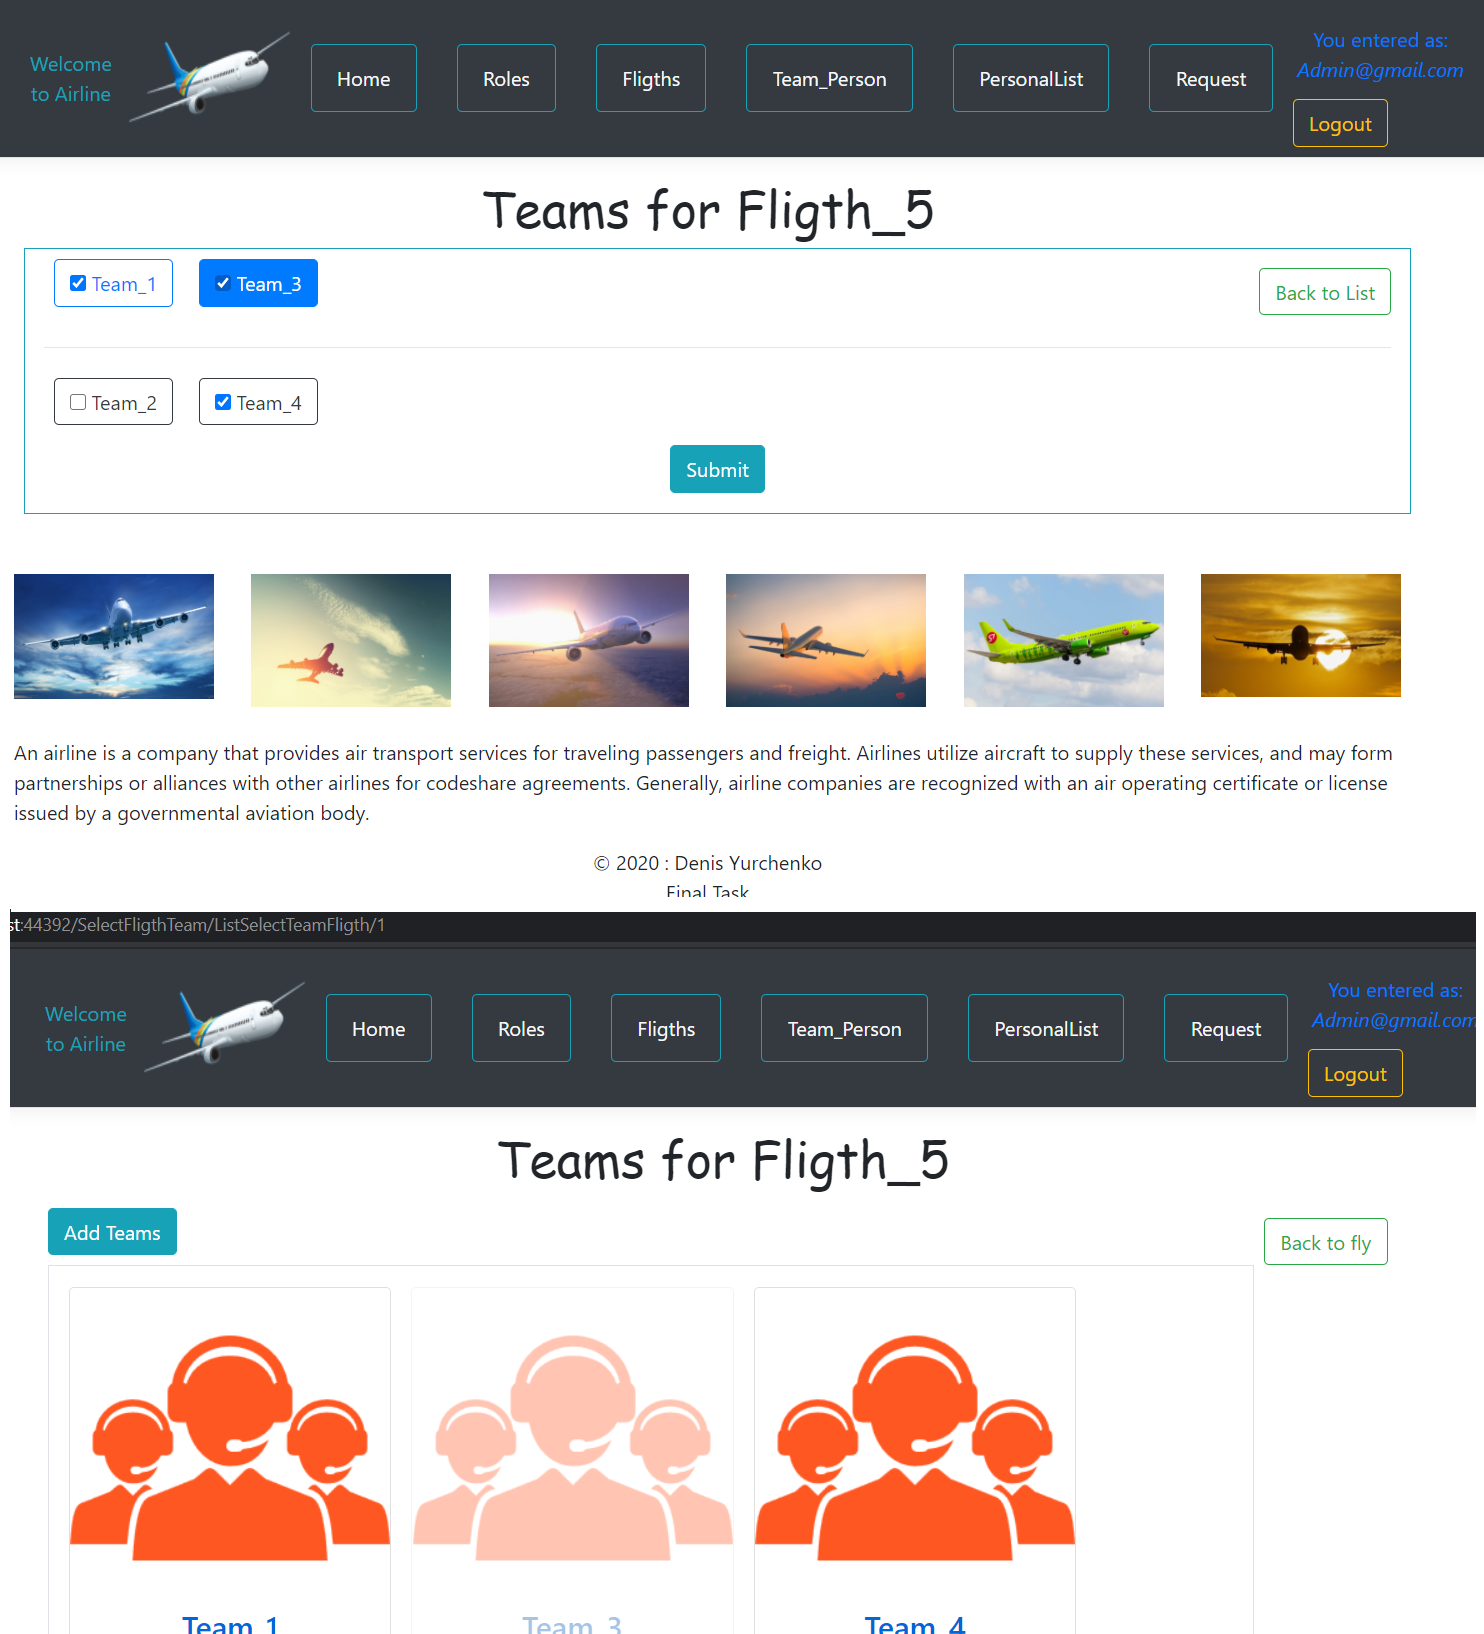 Welcome
to Airline
Home
Roles
Fligths
Team_Person
PersonalList
Request
You entered as:
Admin@gmail.com
Logout
Teams for Fligth_5
Team_1
Team_3
Back to List
Team_2
Team_4
Submit
An airline is a company that provides air transport services for traveling passengers and freight. Airlines utilize aircraft to supply these services, and may form
partnerships or alliances with other airlines for codeshare agreements. Generally, airline companies are recognized with an air operating certificate or license
issued by a governmental aviation body.
© 2020 : Denis Yurchenko
Final Task
st:44392/SelectFligthTeam/ListSelectTeamFligth/1
Welcome
to Airline
Home
Roles
Fligths
Team_Person
PersonalList
Request
You entered as:
Admin@gmail.com
Logout
Teams for Fligth_5
Add Teams
Back to fly
Team_1
Team_3
Team_4